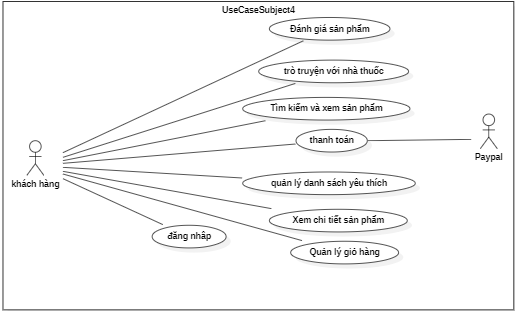 UseCaseSubject4
Đánh giá sản phẩm
trò truyện với nhà thuốc
Tìm kiếm và xem sản phẩm
thanh toán
Paypal
khách hàng
quản lý danh sách yêu thích
Xem chi tiết sản phẩm
đăng nhâp
Quản lý giỏ hàng